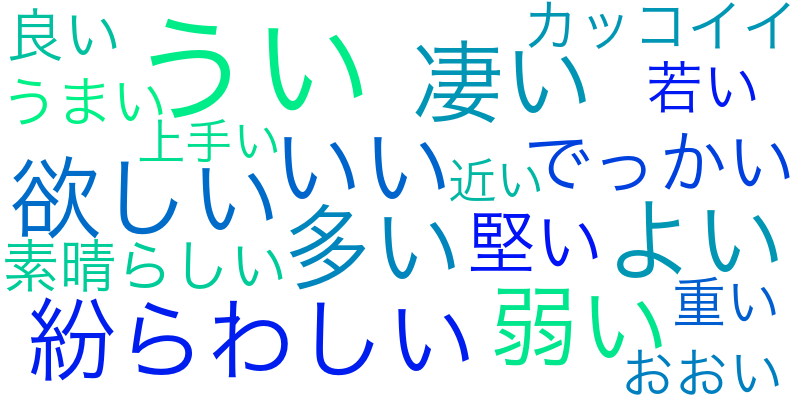 良い
うい
カッコイイ
凄い
若い
うまい
上手い
いい
でっかい
欲しい
近い
多い
堅い
よい
素晴らしい
紛らわしい
弱い
重い
おおい